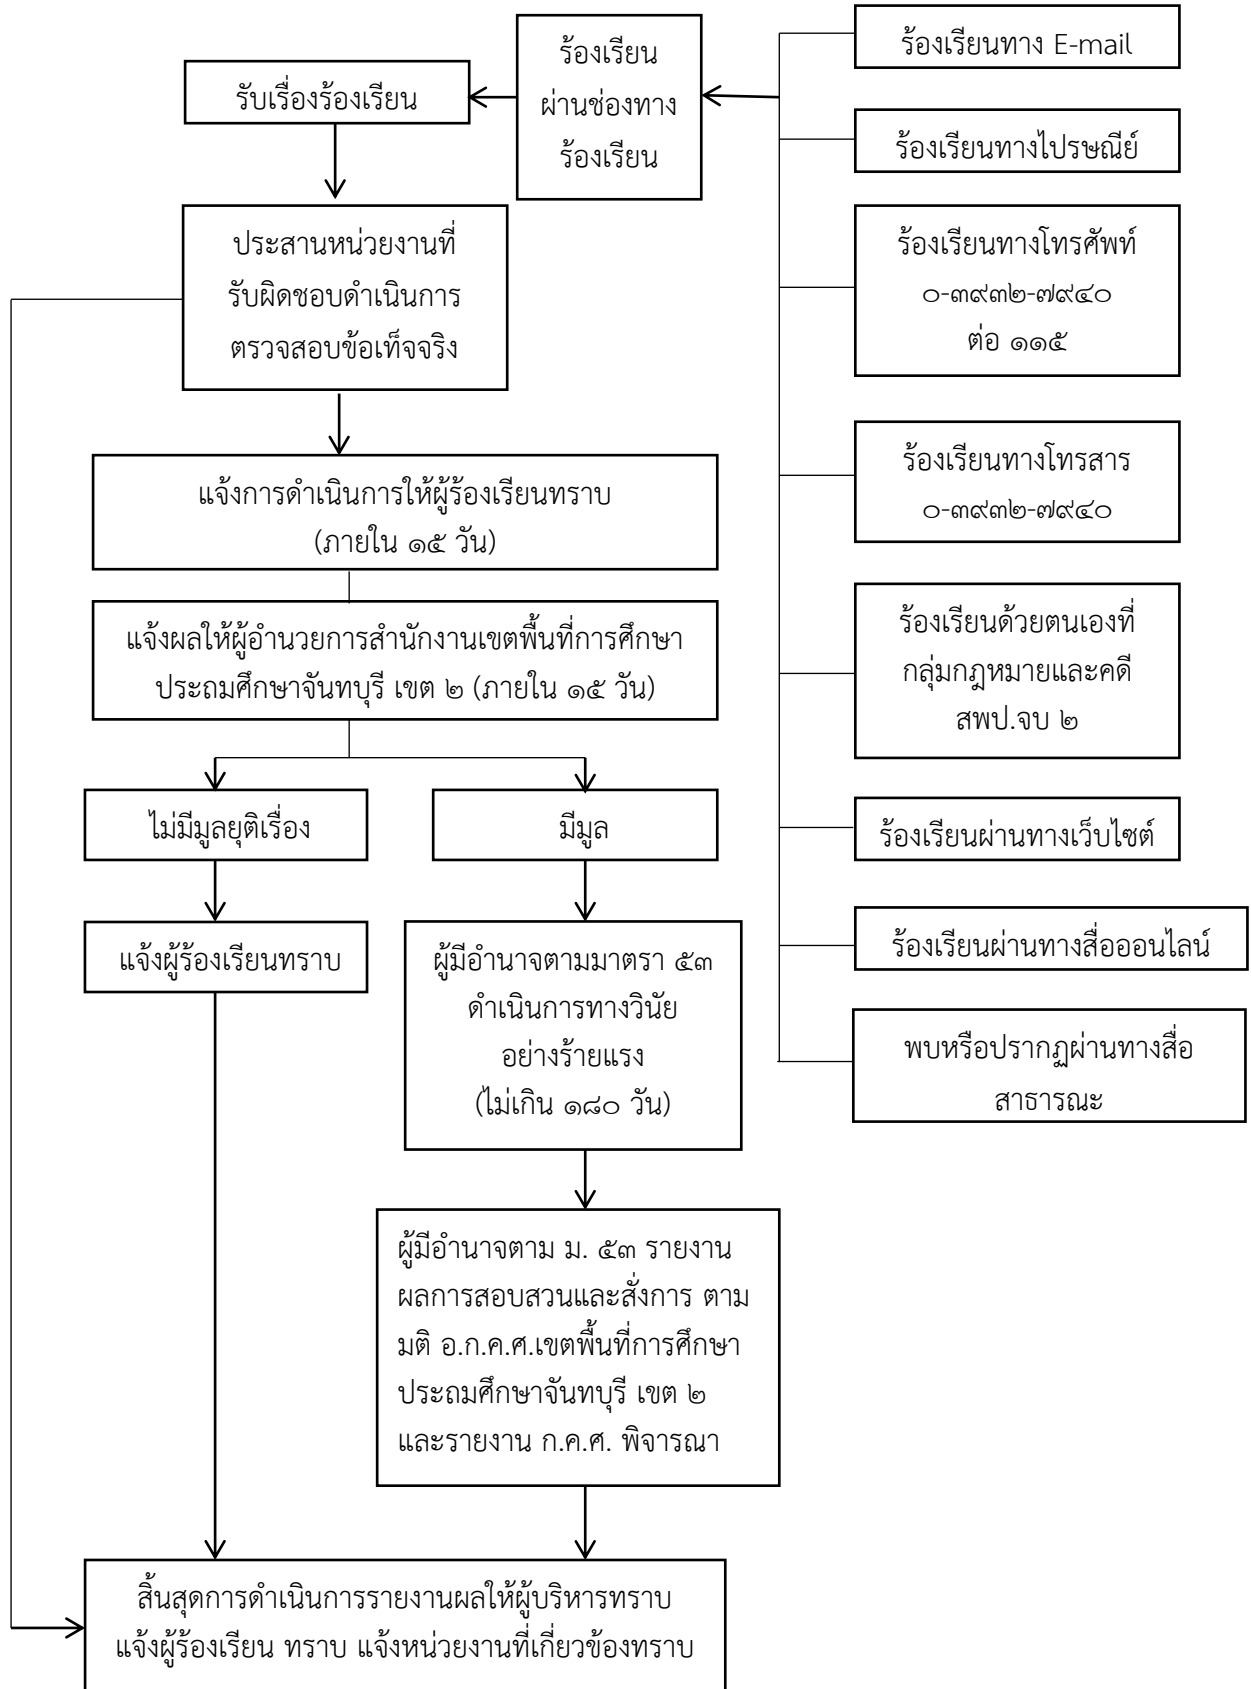 ร้องเรียน
ผ่านช่องทาง
ร้องเรียน
รับเรื่องร้องเรียน
ร้องเรียนทาง E-mail
ร้องเรียนทางไปรษณีย์
ร้องเรียนทางโทรศัพท์
๐-๓๙๓๒-๗๙๔๐
ต่อ ๑๑๕
ร้องเรียนทางโทรสาร
๐-๓๙๓๒-๗๙๔๐
ร้องเรียนด้วยตนเองที่
กลุ่มกฎหมายและคดี
สพป.จบ ๒
ร้องเรียนผ่านทางเว็บไซต์
ร้องเรียนผ่านทางสื่อออนไลน์
พบหรือปรากฏผ่านทางสื่อ
สาธารณะ
ประสานหน่วยงานที่
รับผิดชอบดำเนินการ
ตรวจสอบข้อเท็จจริง
แจ้งการดำเนินการให้ผู้ร้องเรียนทราบ
(ภายใน ๑๕ วัน)
แจ้งผลให้ผู้อำนวยการสำนักงานเขตพื้นที่การศึกษา
ประถมศึกษาจันทบุรี เขต ๒ (ภายใน ๑๕ วัน)
ไม่มีมูลยุติเรื่อง
มีมูล
แจ้งผู้ร้องเรียนทราบ
ผู้มีอำนาจตามมาตรา ๕๓
ดำเนินการทางวินัย
อย่างร้ายแรง
(ไม่เกิน ๑๘๐ วัน)
ผู้มีอำนาจตาม ม. ๕๓ รายงาน
ผลการสอบสวนและสั่งการ ตาม
มติ อ.ก.ค.ศ.เขตพื้นที่การศึกษา
ประถมศึกษาจันทบุรี เขต ๒
และรายงาน ก.ค.ศ. พิจารณา
สิ้นสุดการดำเนินการรายงานผลให้ผู้บริหารทราบ
แจ้งผู้ร้องเรียน ทราบ แจ้งหน่วยงานที่เกี่ยวข้องทราบ